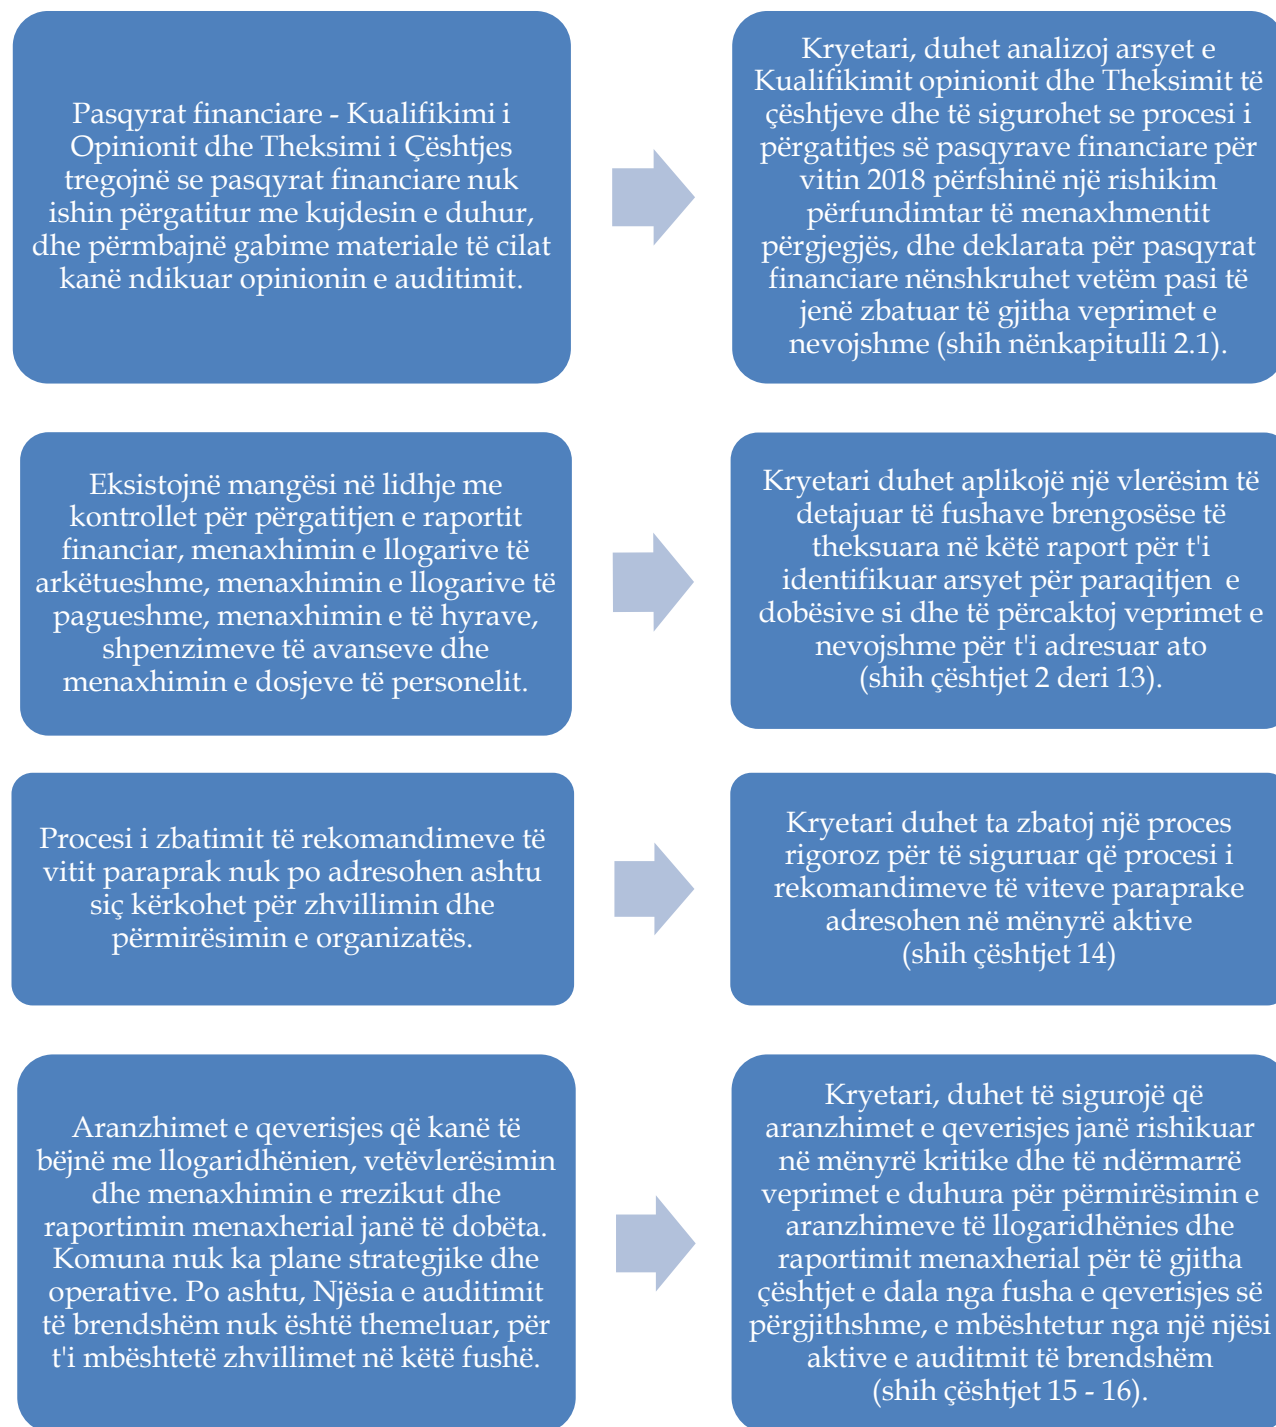 Pasqyrat financiare - Kualifikimi i
Opinionit dhe Theksimi i Çështjes
tregojnë se pasqyrat financiare nuk
ishin përgatitur me kujdesin e duhur,
dhe përmbajnë gabime materiale të cilat
kanë ndikuar opinionin e auditimit.
Kryetari, duhet analizoj arsyet e
Kualifikimit opinionit dhe Theksimit të
çështjeve dhe të sigurohet se procesi i
përgatitjes së pasqyrave financiare për
vitin 2018 përfshinë një rishikim
përfundimtar të menaxhmentit
përgjegjës, dhe deklarata për pasqyrat
financiare nënshkruhet vetëm pasi të
jenë zbatuar të gjitha veprimet e
nevojshme (shih nënkapitulli 2.1).
Eksistojnë mangësi në lidhje me
kontrollet për përgatitjen e raportit
financiar, menaxhimin e llogarive të
arkëtueshme, menaxhimin e llogarive të
pagueshme, menaxhimin e të hyrave,
shpenzimeve të avanseve dhe
menaxhimin e dosjeve të personelit.
Kryetari duhet aplikojë një vlerësim të
detajuar të fushave brengosëse të
theksuara në këtë raport për t'i
identifikuar arsyet për paraqitjen e
dobësive si dhe të përcaktoj veprimet e
nevojshme për t'i adresuar ato
(shih çështjet 2 deri 13).
Procesi i zbatimit të rekomandimeve të
vitit paraprak nuk po adresohen ashtu
siç kërkohet për zhvillimin dhe
përmirësimin e organizatës.
Kryetari duhet ta zbatoj një proces
rigoroz për të siguruar që procesi i
rekomandimeve të viteve paraprake
adresohen në mënyrë aktive
(shih çështjet 14)
Aranzhimet e qeverisjes që kanë të
bëjnë me llogaridhënien, vetëvlerësimin
dhe menaxhimin e rrezikut dhe
raportimin menaxherial janë të dobëta.
Komuna nuk ka plane strategjike dhe
operative. Po ashtu, Njësia e auditimit
të brendshëm nuk është themeluar, për
t'i mbështetë zhvillimet në këtë fushë.
Kryetari, duhet të sigurojë që
aranzhimet e qeverisjes janë rishikuar
në mënyrë kritike dhe të ndërmarrë
veprimet e duhura për përmirësimin e
aranzhimeve të llogaridhënies dhe
raportimit menaxherial për të gjitha
çështjet e dala nga fusha e qeverisjes së
përgjithshme, e mbështetur nga një njësi
aktive e auditmit të brendshëm
(shih çështjet 15 - 16).